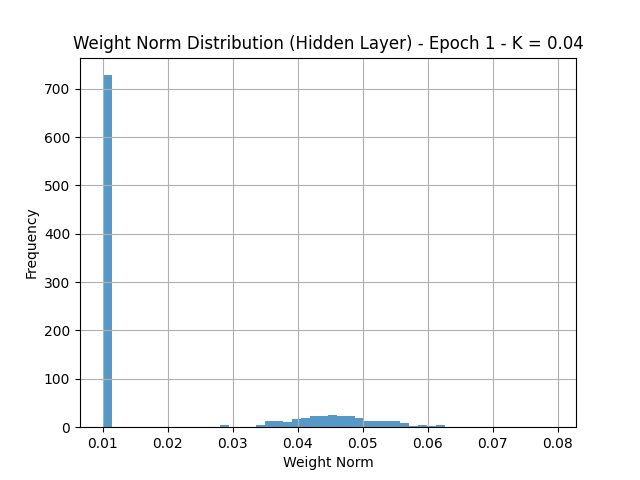 Weight Norm Distribution (Hidden Layer) - Epoch 1 - K = 0.04
700
600
500
400
300
200
100
0
Frequency
0.01 0.02 0.03 0.04 0.05 0.06 0.07 0.08
Weight Norm